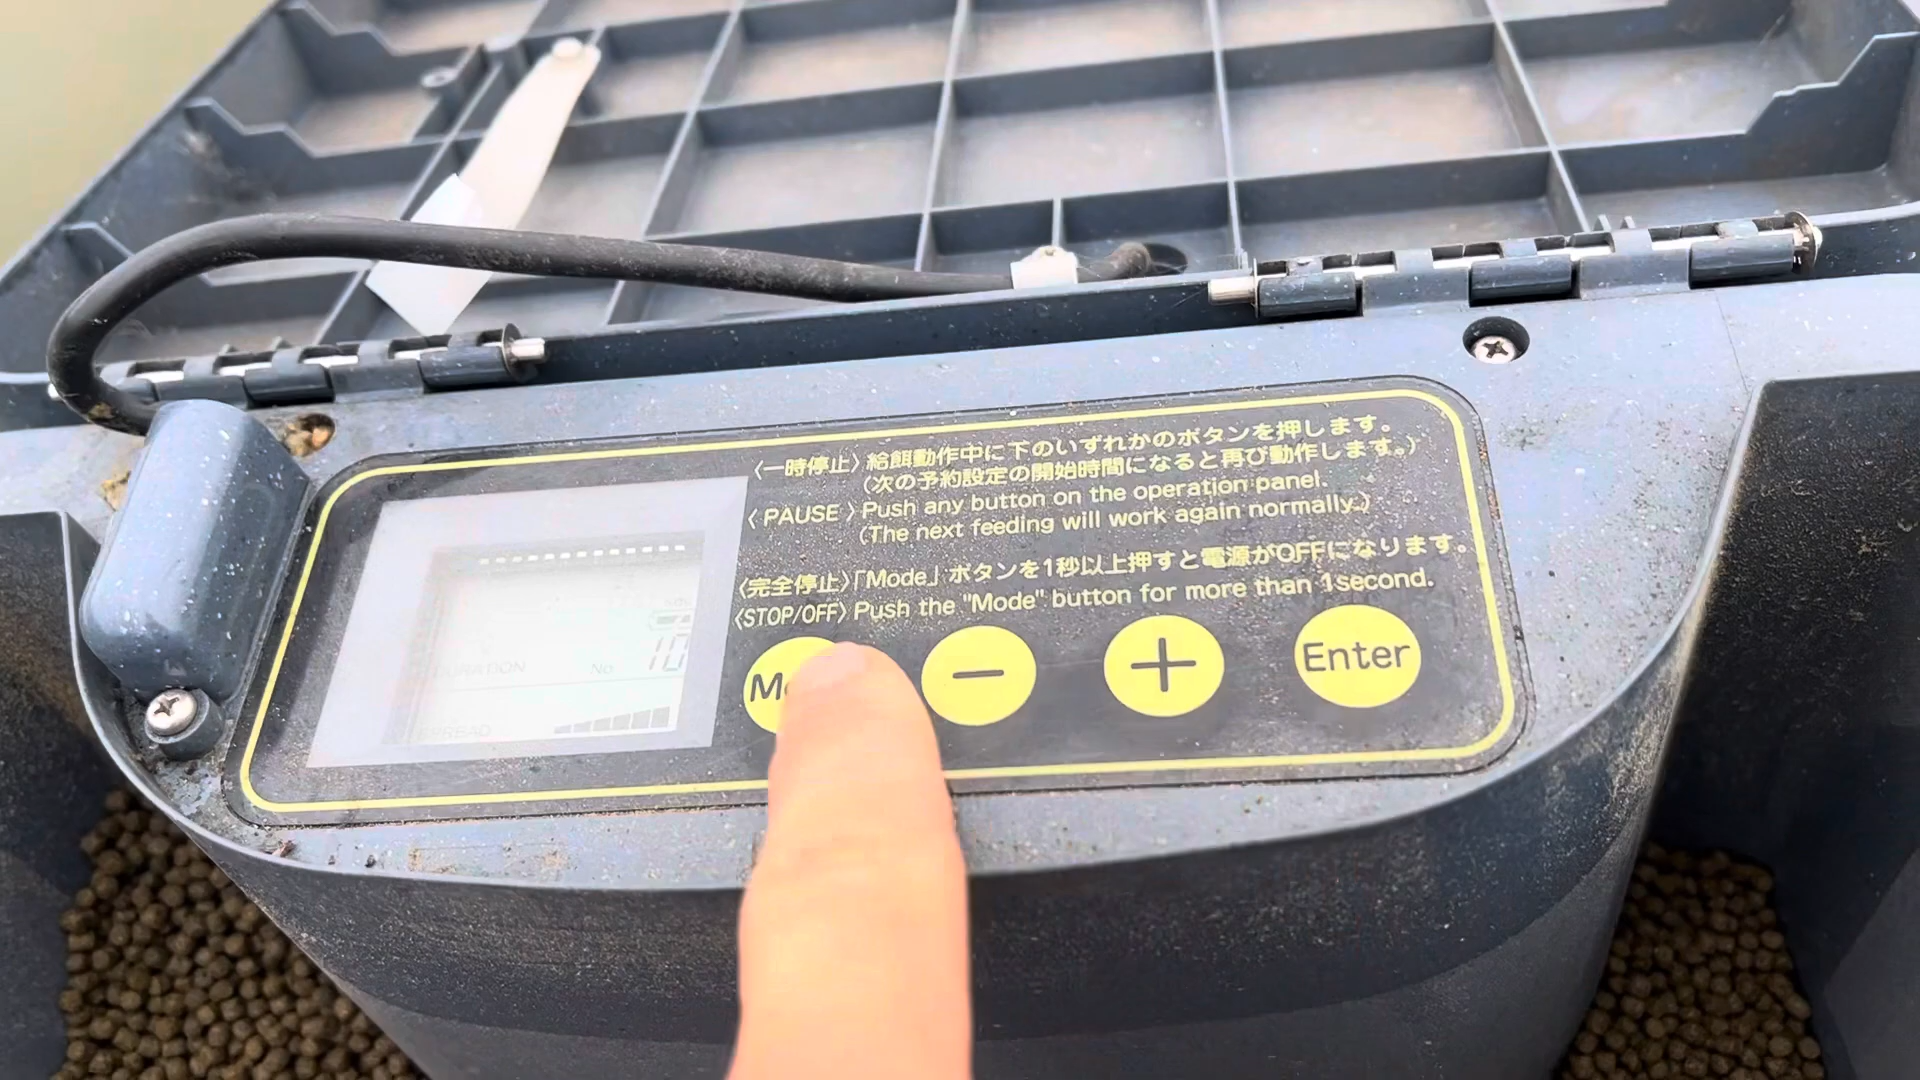 〈一時停止〉給餌動作中に下のいずれかのボタンを押します。
(次の予約設定の開始時間になると再び動作します。)
〈 PAUSE 〉Push any button on the operation panel.
(The next feeding will work again normally.)
〈完全停止〉「Mode」ボタンを1秒以上押すと電源がOFFになります。
〈STOP/OFF〉Push the "Mode" button for more than 1second.
DURATION No 10
SPREAD
− + Enter